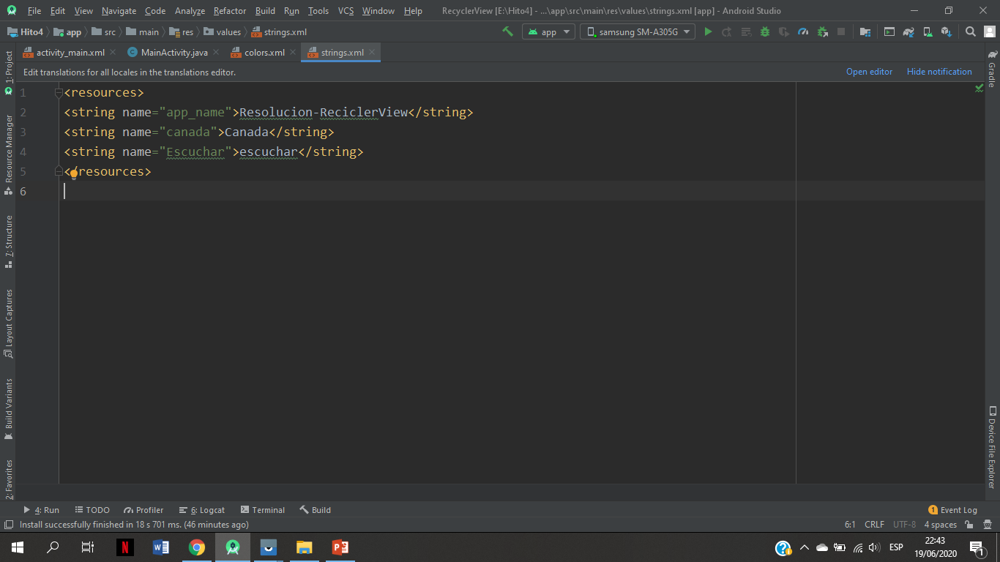 File Edit View Navigate Code Analyze Refactor Build Run Tools VCS Window Help RecyclerView [E:\Hito4] - ...\app\src\main\res\values\strings.xml [app] - Android Studio
Hito4 app src main res values strings.xml app samsung SM-A305G
activity_main.xml MainActivity.java colors.xml strings.xml
Edit translations for all locales in the translations editor. Open editor Hide notification
1 <resources>
2 <string name="app_name">Resolucion-ReciclerView</string>
3 <string name="canada">Canada</string>
4 <string name="Escuchar">escuchar</string>
5 </resources>
6
1: Project
Resource Manager
7: Structure
Layout Captures
Build Variants
2: Favorites
Gradle
Device File Explorer
4: Run TODO Profiler 6: Logcat Terminal Build 1 Event Log
Install successfully finished in 18 s 701 ms. (46 minutes ago) 6:1 CRLF UTF-8 4 spaces
ESP 22:43
19/06/2020 1